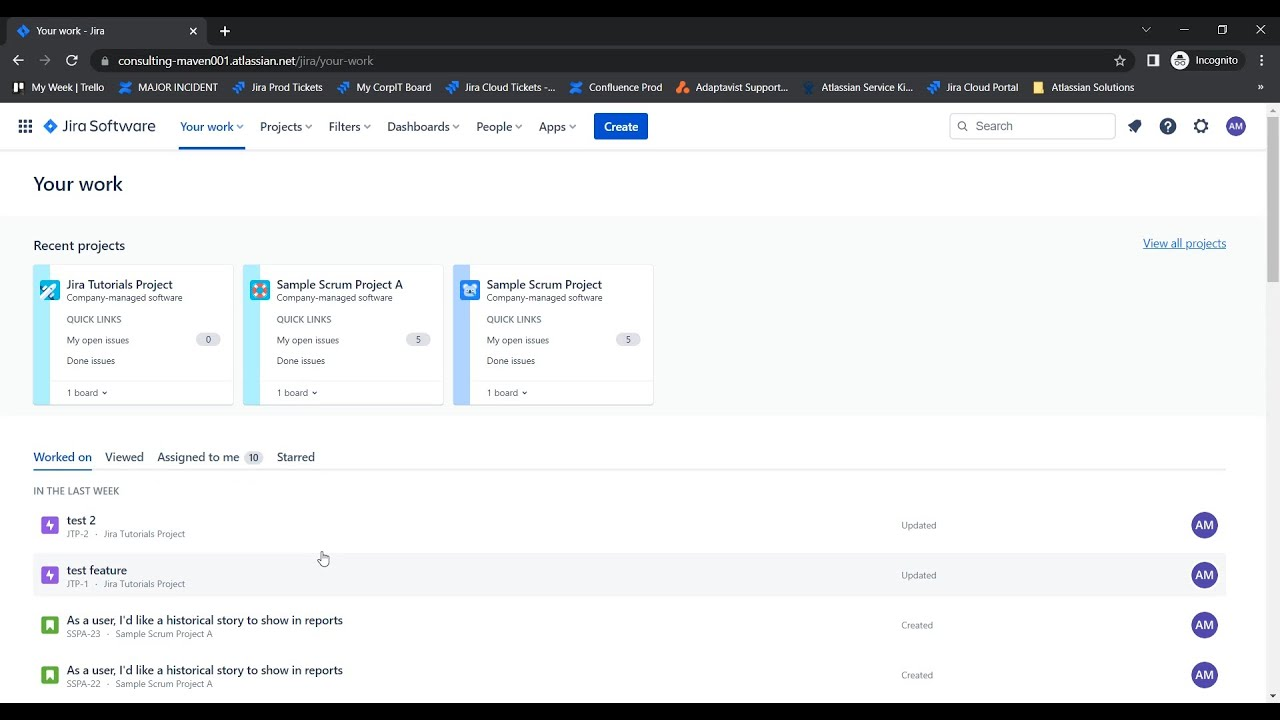 Your work - Jira
consulting-maven001.atlassian.net/jira/your-work
Incognito
My Week | Trello MAJOR INCIDENT Jira Prod Tickets My CorpIT Board Jira Cloud Tickets -... Confluence Prod Adaptavist Support... Atlassian Service Ki... Jira Cloud Portal Atlassian Solutions »
Jira Software Your work Projects Filters Dashboards People Apps Create Search AM
Your work
Recent projects View all projects
Jira Tutorials Project
Company-managed software
QUICK LINKS
My open issues 0
Done issues
1 board
Sample Scrum Project A
Company-managed software
QUICK LINKS
My open issues 5
Done issues
1 board
Sample Scrum Project
Company-managed software
QUICK LINKS
My open issues 5
Done issues
1 board
Worked on Viewed Assigned to me 10 Starred
IN THE LAST WEEK
test 2
JTP-2 · Jira Tutorials Project
Updated AM
test feature
JTP-1 · Jira Tutorials Project
Updated AM
As a user, I'd like a historical story to show in reports
SSPA-23 · Sample Scrum Project A
Created AM
As a user, I'd like a historical story to show in reports
SSPA-22 · Sample Scrum Project A
Created AM